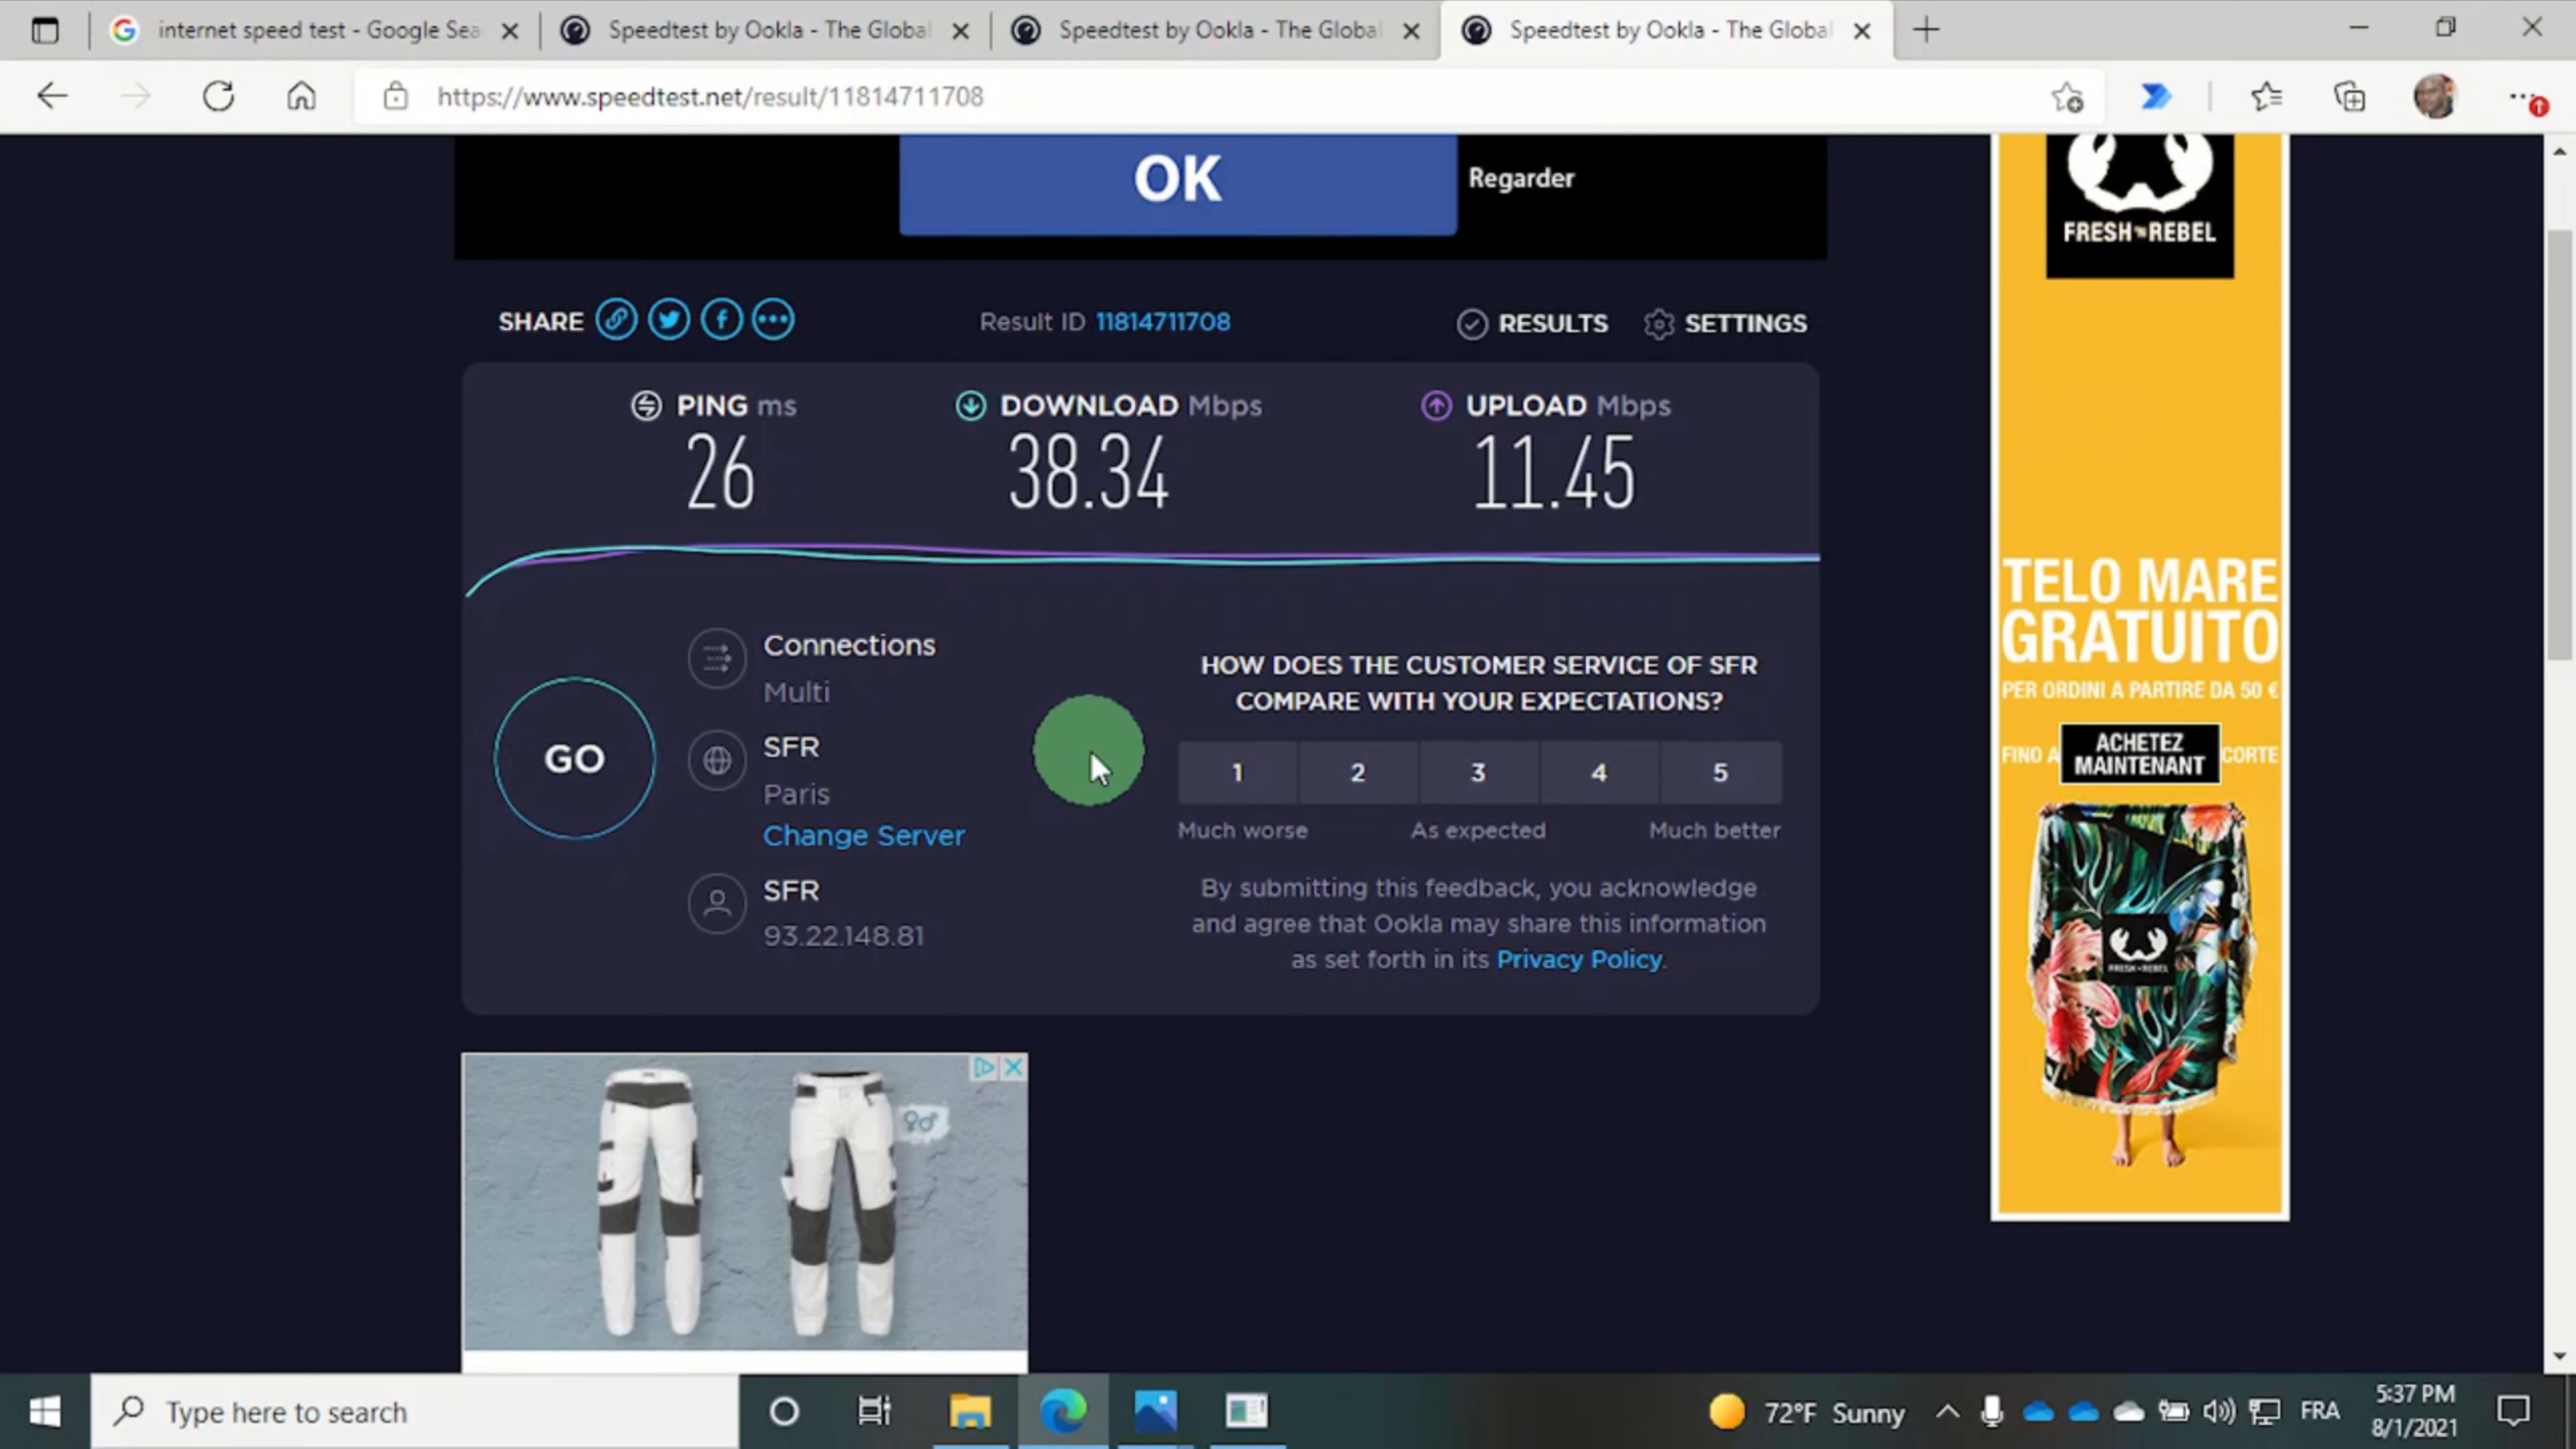 internet speed test - Google Sea
Speedtest by Ookla - The Global
Speedtest by Ookla - The Global
Speedtest by Ookla - The Global
https://www.speedtest.net/result/11814711708
OK
Regarder
FRESH 'N REBEL
SHARE
Result ID 11814711708
RESULTS
SETTINGS
PING ms
26
DOWNLOAD Mbps
38.34
UPLOAD Mbps
11.45
GO
Connections
Multi
SFR
Paris
Change Server
SFR
93.22.148.81
HOW DOES THE CUSTOMER SERVICE OF SFR
COMPARE WITH YOUR EXPECTATIONS?
1 2 3 4 5
Much worse As expected Much better
By submitting this feedback, you acknowledge
and agree that Ookla may share this information
as set forth in its Privacy Policy.
TELO MARE
GRATUITO
PER ORDINI A PARTIRE DA 50 €
FINO A
ACHETEZ
MAINTENANT
CORTE
FRESH 'N REBEL
Type here to search
72°F Sunny
FRA
5:37 PM
8/1/2021